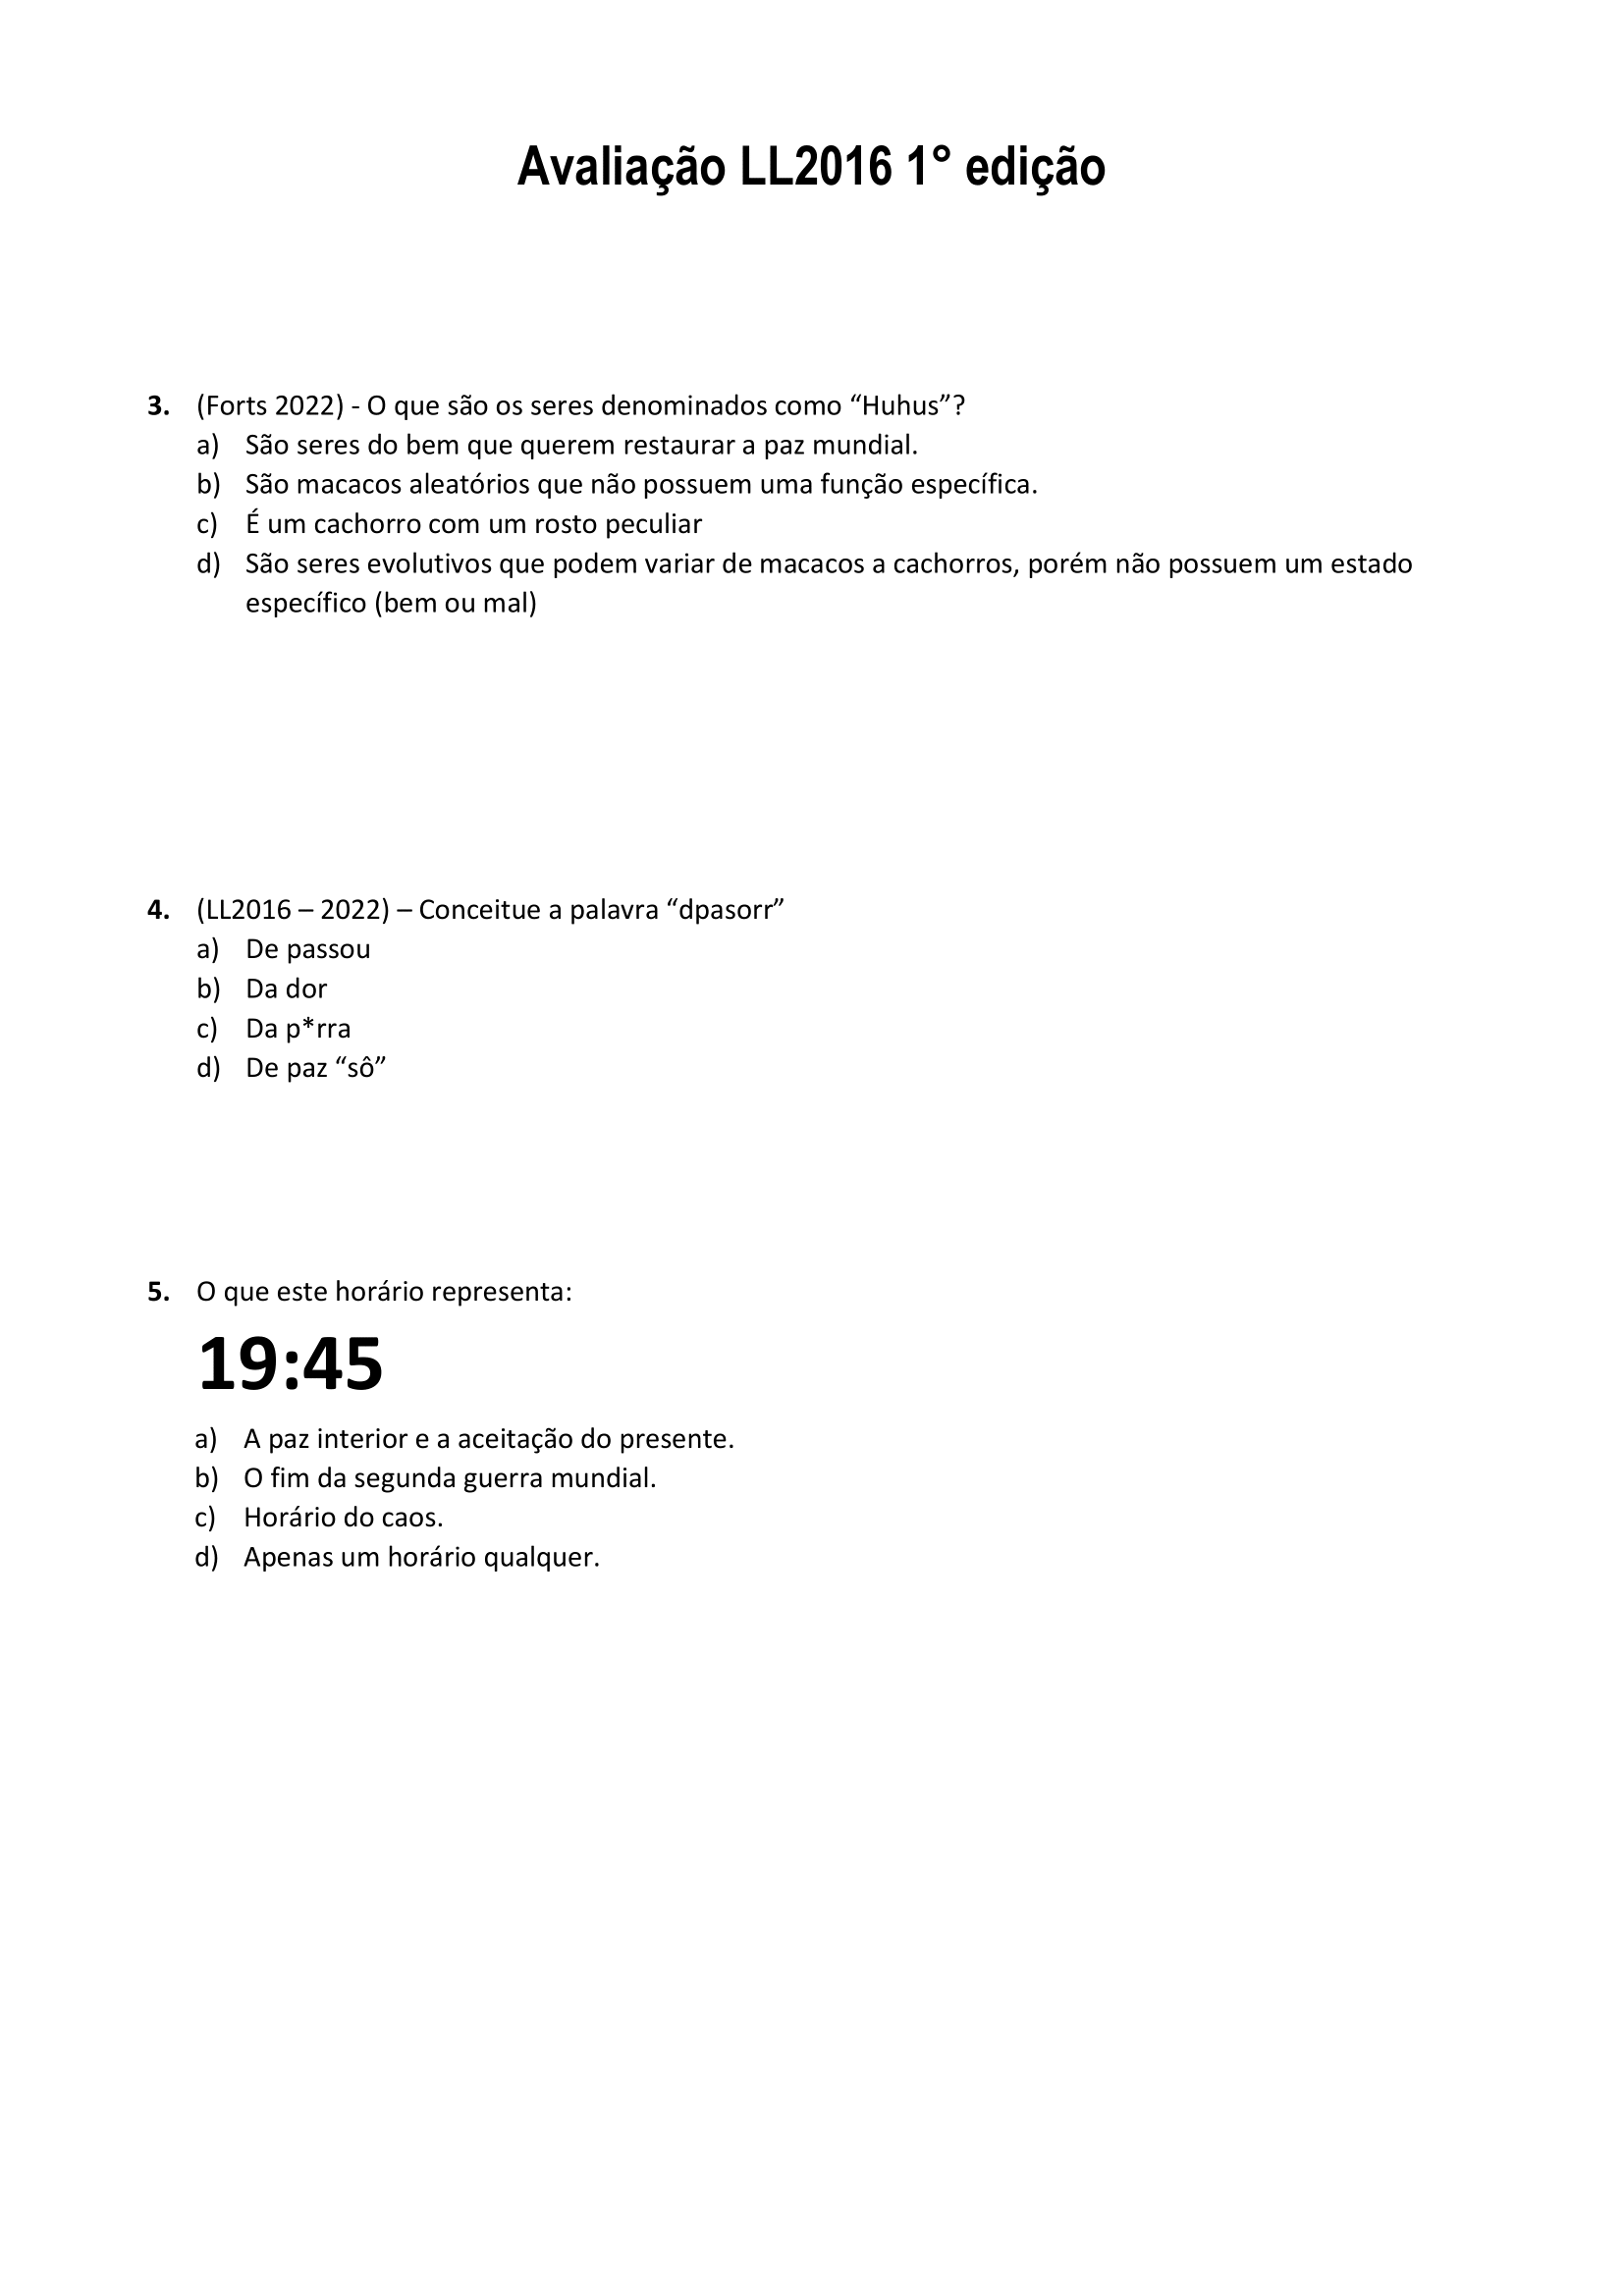 Avaliação LL2016 1° edição
3. (Forts 2022) - O que são os seres denominados como “Huhus”?
a) São seres do bem que querem restaurar a paz mundial.
b) São macacos aleatórios que não possuem uma função específica.
c) É um cachorro com um rosto peculiar
d) São seres evolutivos que podem variar de macacos a cachorros, porém não possuem um estado
específico (bem ou mal)
4. (LL2016 – 2022) – Conceitue a palavra “dpasorr”
a) De passou
b) Da dor
c) Da p*rra
d) De paz “sô”
5. O que este horário representa:
19:45
a) A paz interior e a aceitação do presente.
b) O fim da segunda guerra mundial.
c) Horário do caos.
d) Apenas um horário qualquer.